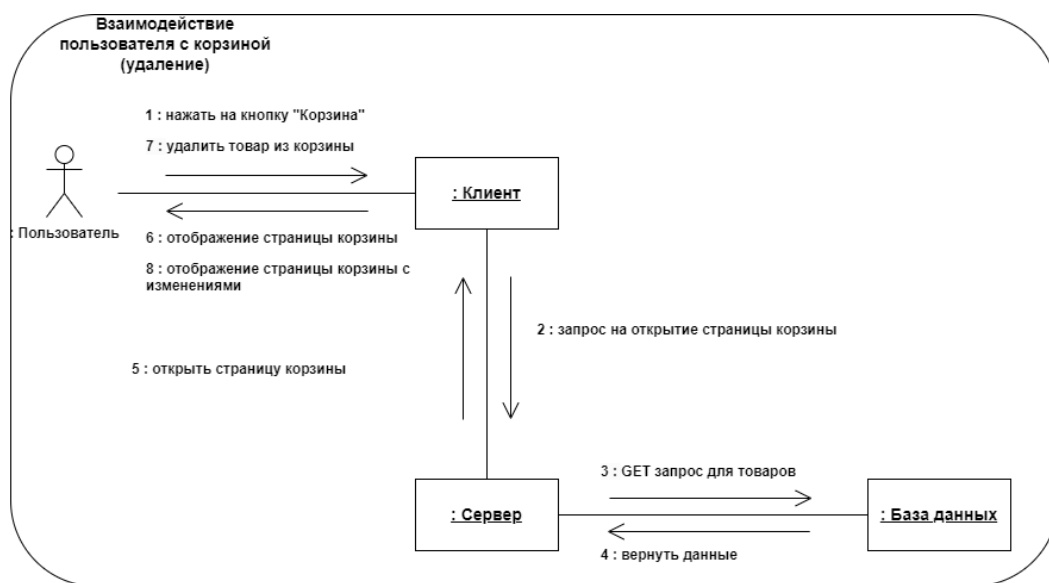 Взаимодействие
пользователя с корзиной
(удаление)
1 : нажать на кнопку "Корзина"
7 : удалить товар из корзины
: Клиент
: Пользователь
6 : отображение страницы корзины
8 : отображение страницы корзины с
изменениями
2 : запрос на открытие страницы корзины
5 : открыть страницу корзины
3 : GET запрос для товаров
: Сервер
: База данных
4 : вернуть данные